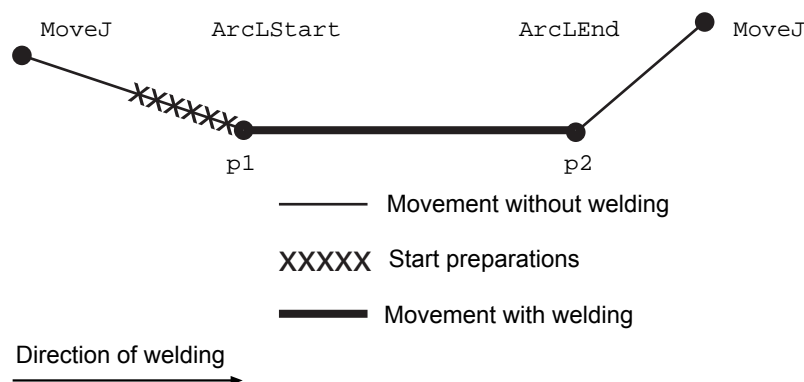 MoveJ ArcLStart ArcLEnd MoveJ
p1 p2
Movement without welding
XXXXX Start preparations
Movement with welding
Direction of welding